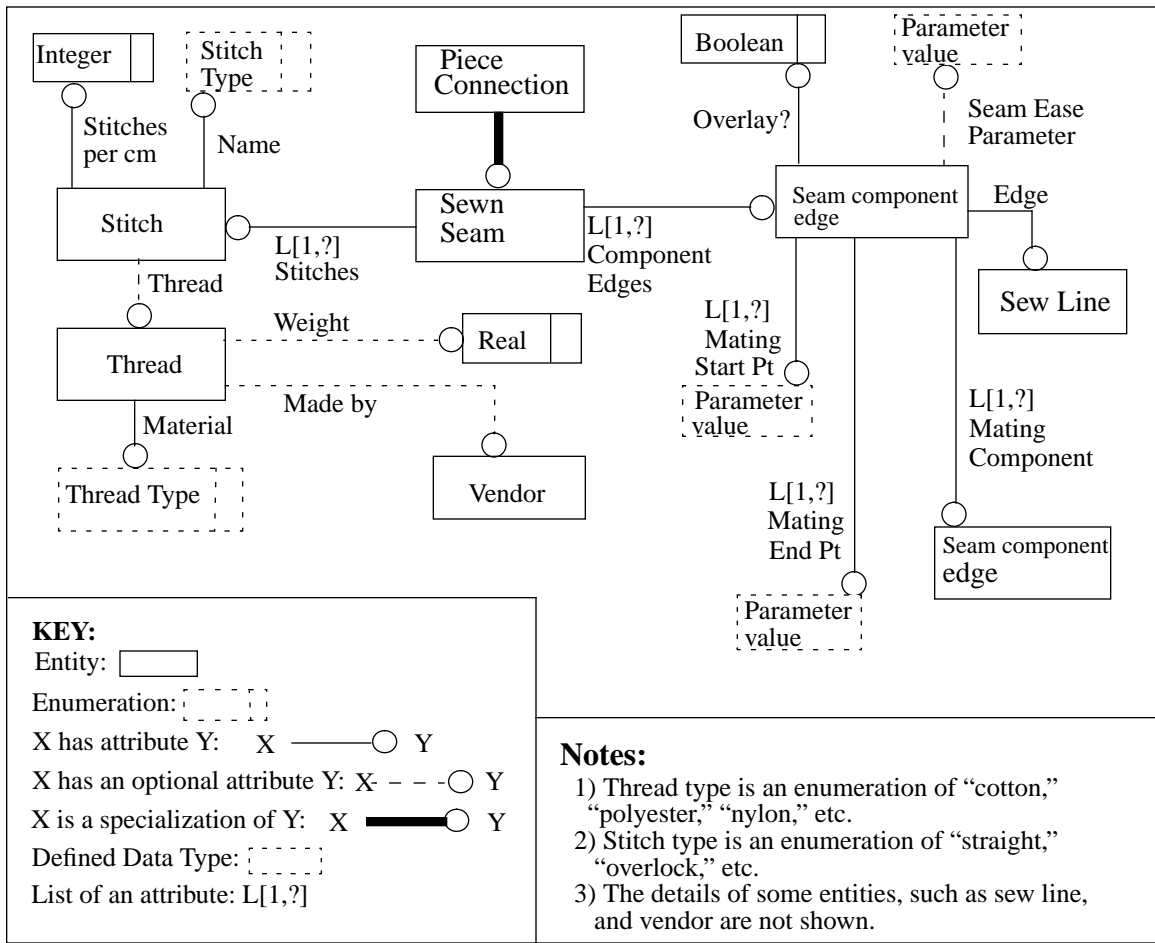 Integer
Stitch
Type
Piece
Connection
Boolean
Parameter
value
Stitches
per cm
Name
Overlay?
Seam Ease
Parameter
Stitch
Sewn
Seam
Seam component
edge
Edge
L[1,?]
Stitches
L[1,?]
Component
Edges
Sew Line
Thread
Thread
Weight
Real
L[1,?]
Mating
Start Pt
Parameter
value
Made by
Material
Thread Type
Vendor
L[1,?]
Mating
Component
L[1,?]
Mating
End Pt
Seam component
edge
Parameter
value
KEY:
Entity:
Enumeration:
X has attribute Y: X Y
X has an optional attribute Y: X Y
X is a specialization of Y: X Y
Defined Data Type:
List of an attribute: L[1,?]
Notes:
1) Thread type is an enumeration of “cotton,”
“polyester,” “nylon,” etc.
2) Stitch type is an enumeration of “straight,”
“overlock,” etc.
3) The details of some entities, such as sew line,
and vendor are not shown.